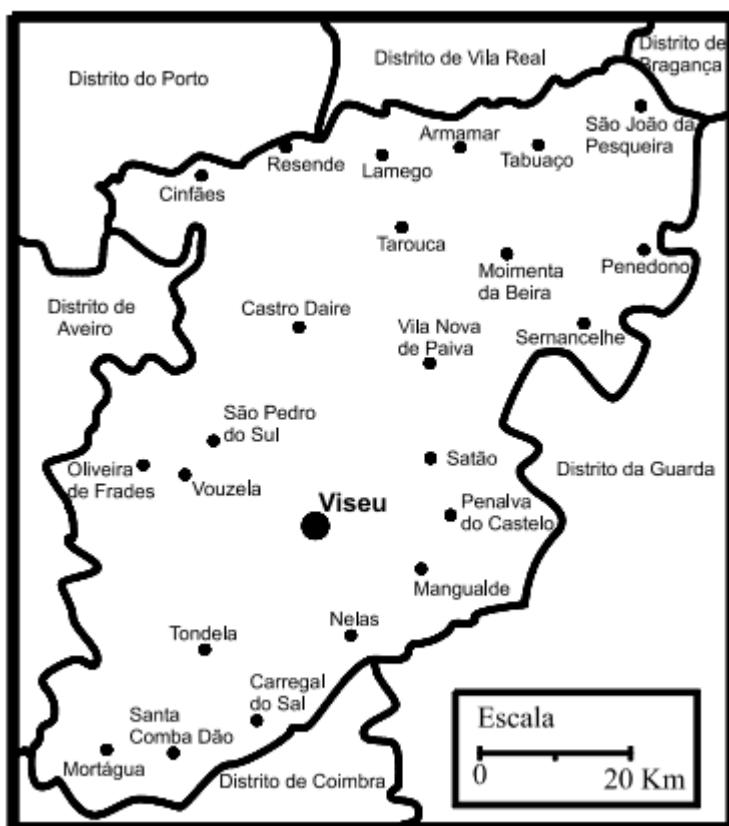 Distrito de Vila Real
Distrito de
Bragança
Distrito do Porto
São João da
Pesqueira
Armamar
Tabuaço
Resende
Lamego
Cinfães
Tarouca
Moimenta
da Beira
Penedono
Distrito de
Aveiro
Castro Daire
Vila Nova
de Paiva
Sernancelhe
São Pedro
do Sul
Oliveira
de Frades
Vouzela
Satão
Distrito da Guarda
Viseu
Penalva
do Castelo
Mangualde
Tondela
Nelas
Carregal
do Sal
Santa
Comba Dão
Mortágua
Distrito de Coimbra
Escala
0 20 Km